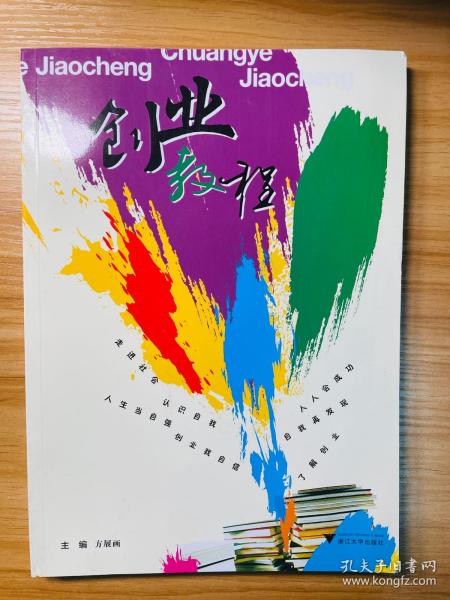 e Jiaocheng
Chuangye
Jiaocheng
创业
教程
走进社会
认识自我
人生当自强创业我自信
人人会成功
自我再发现
了解创业
主编 方展画
浙江大学出版社
孔夫子旧书网
www.kongfz.com